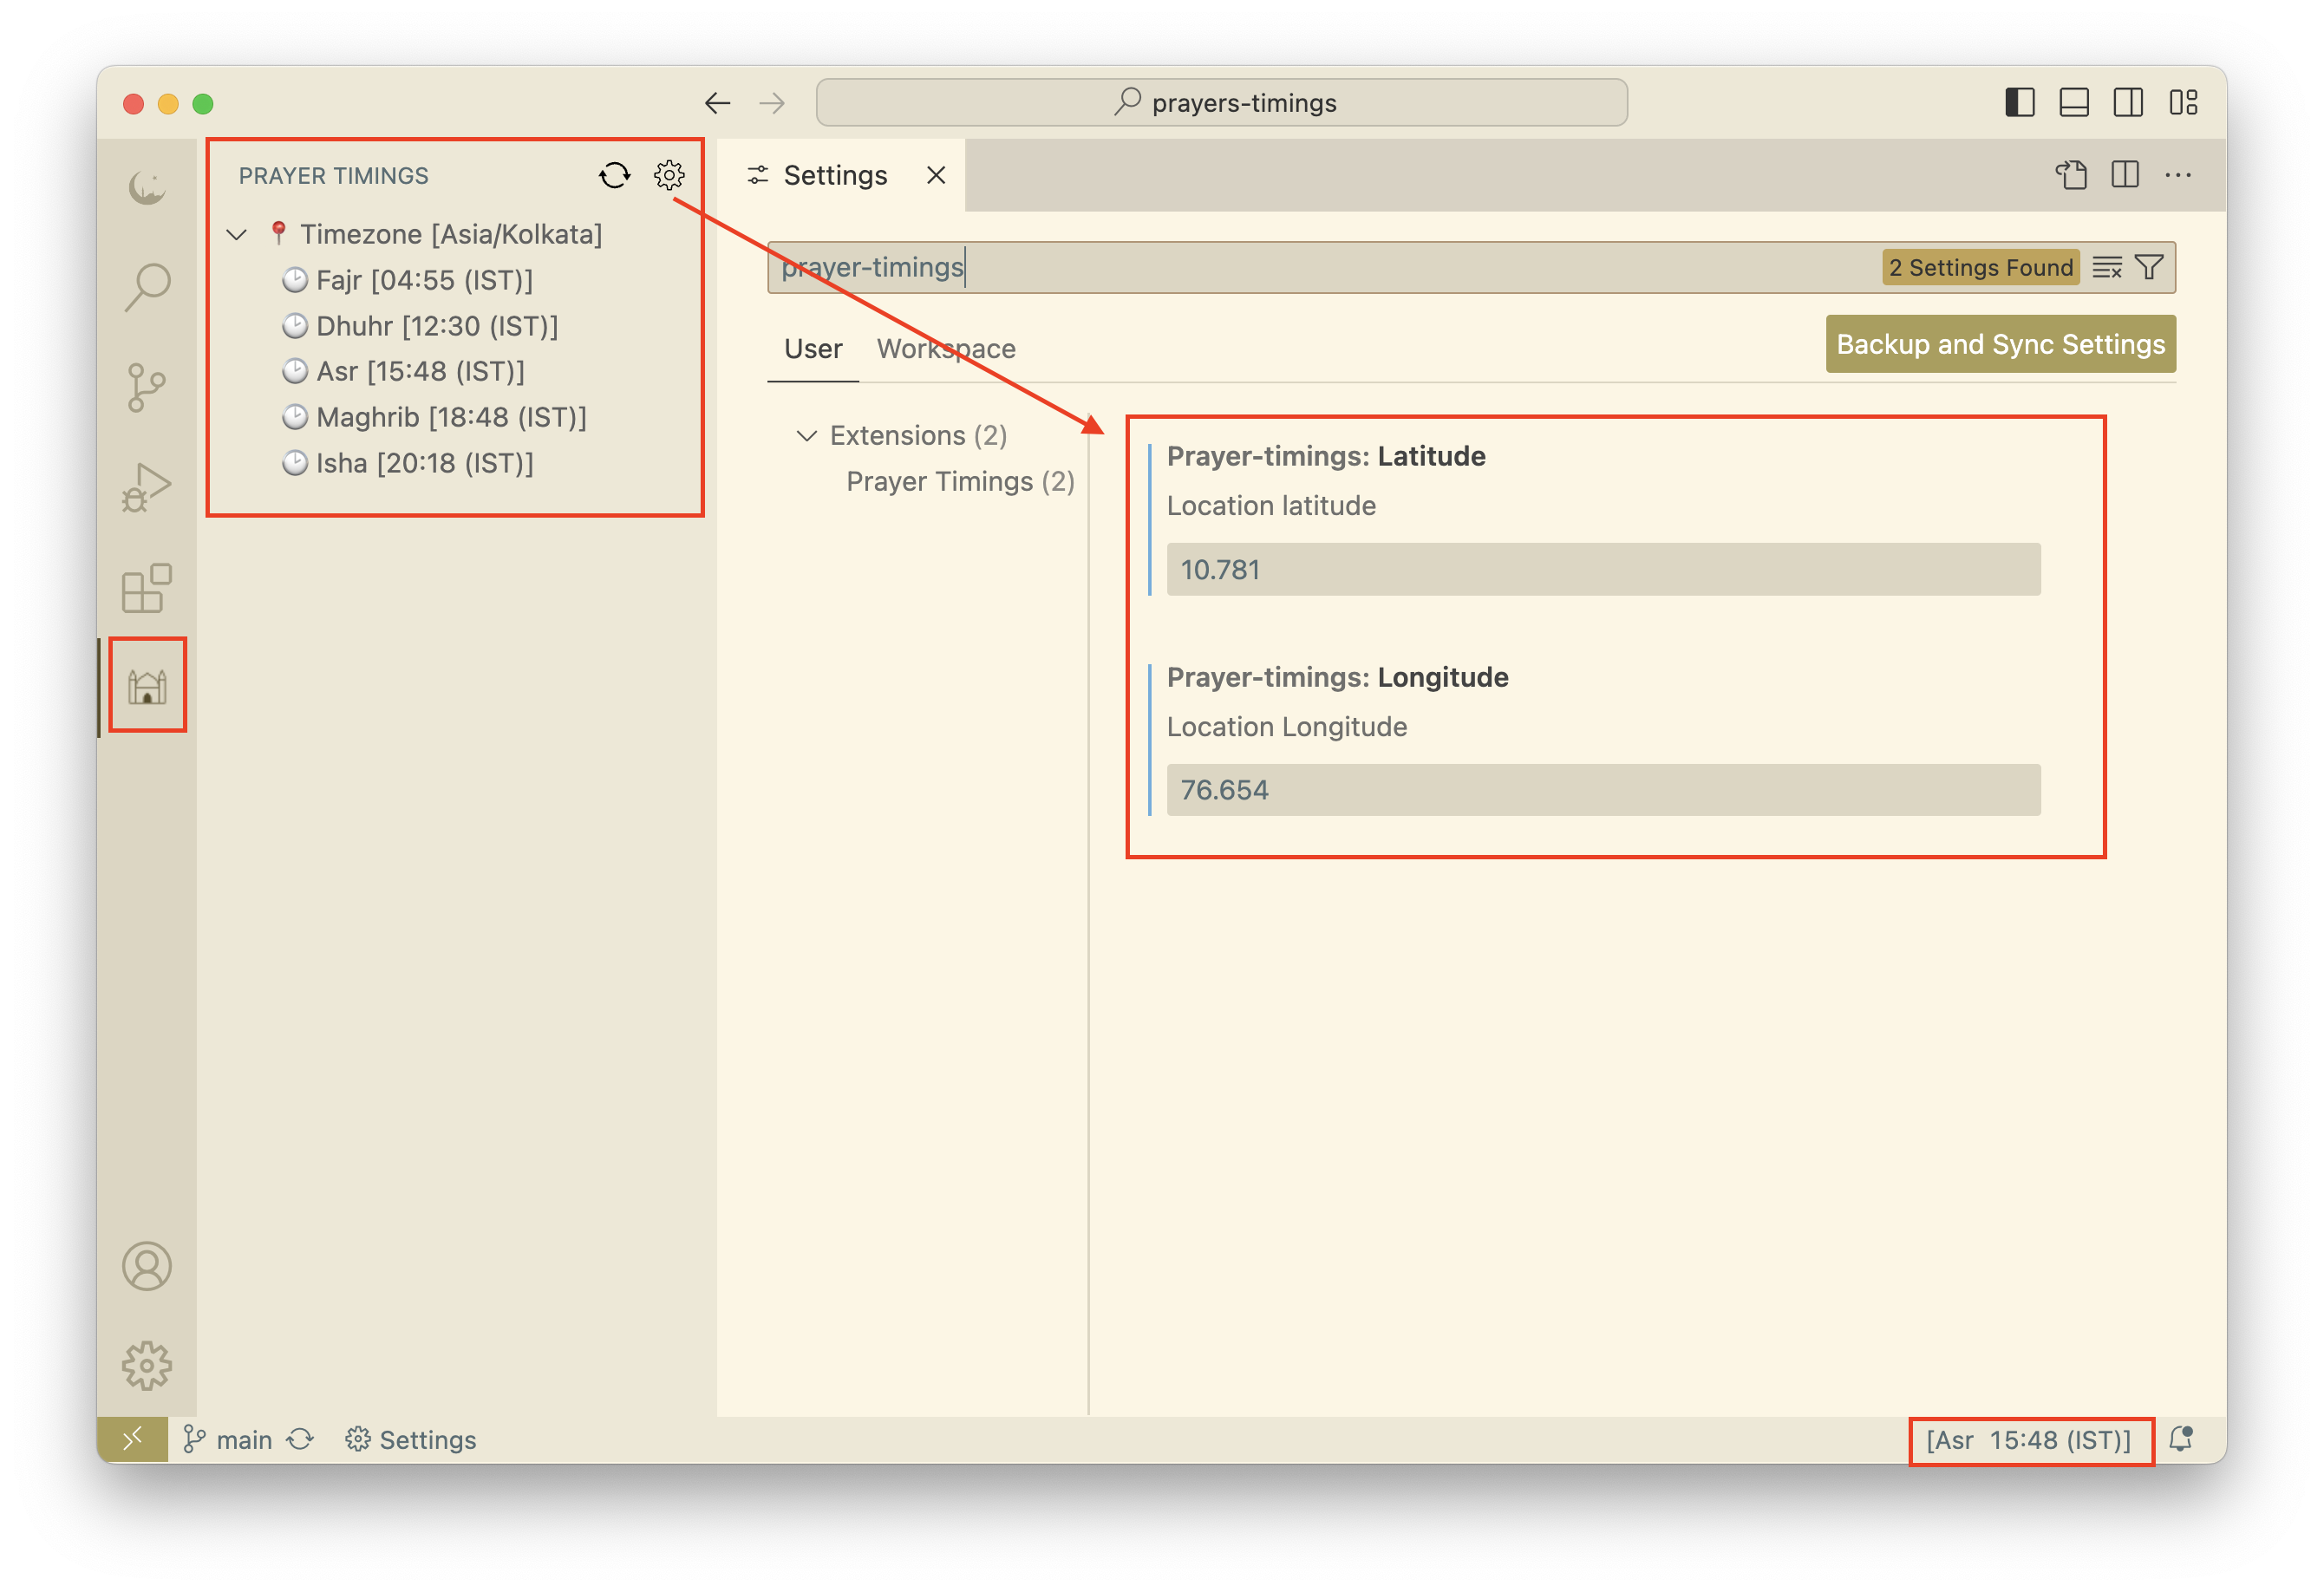 prayers-timings
PRAYER TIMINGS
Timezone [Asia/Kolkata]
Fajr [04:55 (IST)]
Dhuhr [12:30 (IST)]
Asr [15:48 (IST)]
Maghrib [18:48 (IST)]
Isha [20:18 (IST)]
Settings
prayer-timings
2 Settings Found
User
Workspace
Backup and Sync Settings
Extensions (2)
Prayer Timings (2)
Prayer-timings: Latitude
Location latitude
10.781
Prayer-timings: Longitude
Location Longitude
76.654
main
Settings
[Asr 15:48 (IST)]